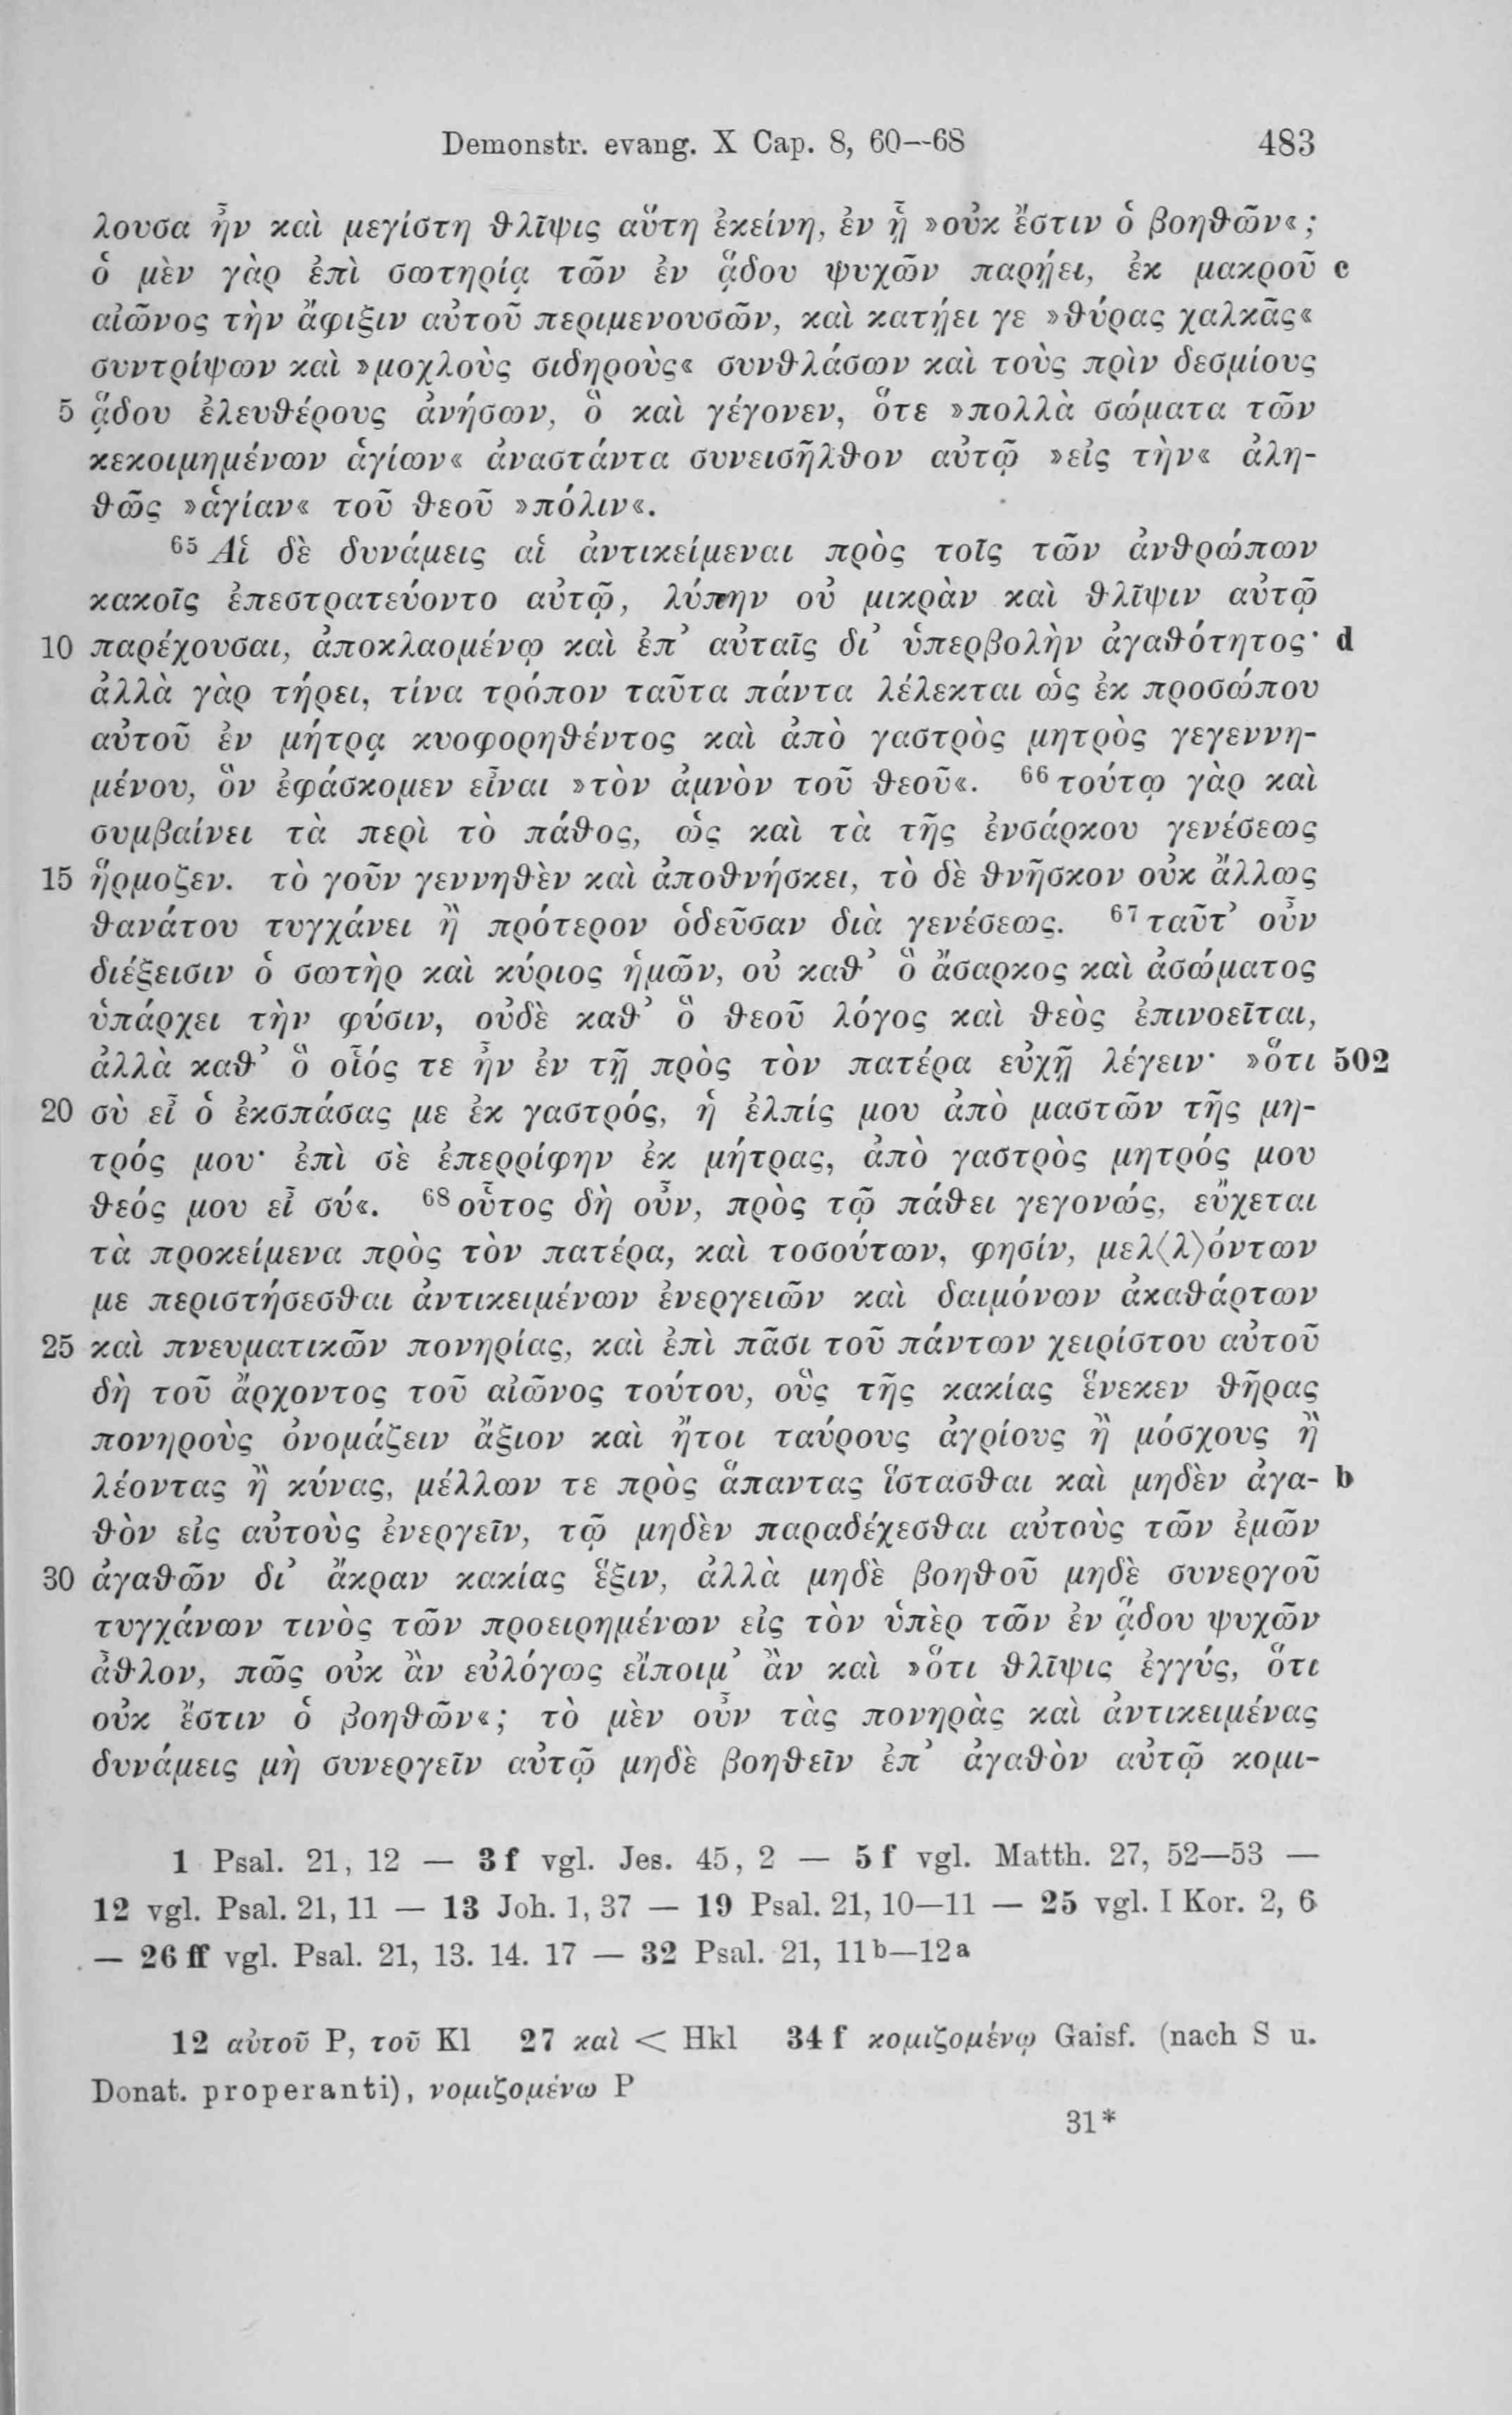 Demonstr. evang. X Cap. 8, 60—68 483
λουσα ἦν καὶ μεγίστη θλῖψις αὕτη ἐκείνη, ἐν ᾗ »οὐκ ἔστιν ὁ βοηθῶν«;
ὁ μὲν γὰρ ἐπὶ σωτηρίᾳ τῶν ἐν ᾅδου ψυχῶν παρῄει, ἐκ μακροῦ c
αἰῶνος τὴν ἄφιξιν αὐτοῦ περιμενουσῶν, καὶ κατῄει γε »θύρας χαλκᾶς«
συντρίψων καὶ »μοχλοὺς σιδηροὺς« συνθλάσων καὶ τοὺς πρὶν δεσμίους
5 ᾅδου ἐλευθέρους ἀνήσων, ὃ καὶ γέγονεν, ὅτε »πολλὰ σώματα τῶν
κεκοιμημένων ἁγίων« ἀναστάντα συνεισῆλθον αὐτῷ »εἰς τὴν« ἀλη-
θῶς »ἁγίαν« τοῦ θεοῦ »πόλιν«.
65 Αἱ δὲ δυνάμεις αἱ ἀντικείμεναι πρὸς τοῖς τῶν ἀνθρώπων
κακοῖς ἐπεστρατεύοντο αὐτῷ, λύπην οὐ μικρὰν καὶ θλῖψιν αὐτῷ
10 παρέχουσαι, ἀποκλαομένῳ καὶ ἐπ’ αὐταῖς δι’ ὑπερβολὴν ἀγαθότητος· d
ἀλλὰ γὰρ τήρει, τίνα τρόπον ταῦτα πάντα λέλεκται ὡς ἐκ προσώπου
αὐτοῦ ἐν μήτρᾳ κυοφορηθέντος καὶ ἀπὸ γαστρὸς μητρὸς γεγεννη-
μένου, ὃν ἐφάσκομεν εἶναι »τὸν ἀμνὸν τοῦ θεοῦ«. 66 τούτῳ γὰρ καὶ
συμβαίνει τὰ περὶ τὸ πάθος, ὡς καὶ τὰ τῆς ἐνσάρκου γενέσεως
15 ἥρμοζεν. τὸ γοῦν γεννηθὲν καὶ ἀποθνήσκει, τὸ δὲ θνῆσκον οὐκ ἄλλως
θανάτου τυγχάνει ἢ πρότερον ὁδεῦσαν διὰ γενέσεως. 67 ταῦτ’ οὖν
διέξεισιν ὁ σωτὴρ καὶ κύριος ἡμῶν, οὐ καθ’ ὃ ἄσαρκος καὶ ἀσώματος
ὑπάρχει τὴν φύσιν, οὐδὲ καθ’ ὃ θεοῦ λόγος καὶ θεὸς ἐπινοεῖται,
ἀλλὰ καθ’ ὃ οἷός τε ἦν ἐν τῇ πρὸς τὸν πατέρα εὐχῇ λέγειν· »ὅτι 502
20 σὺ εἶ ὁ ἐκσπάσας με ἐκ γαστρός, ἡ ἐλπίς μου ἀπὸ μαστῶν τῆς μη-
τρός μου· ἐπὶ σὲ ἐπερρίφην ἐκ μήτρας, ἀπὸ γαστρὸς μητρός μου
θεός μου εἶ σύ«. 68 οὗτος δὴ οὖν, πρὸς τῷ πάθει γεγονώς, εὔχεται
τὰ προκείμενα πρὸς τὸν πατέρα, καὶ τοσούτων, φησίν, μελ⟨λ⟩όντων
με περιστήσεσθαι ἀντικειμένων ἐνεργειῶν καὶ δαιμόνων ἀκαθάρτων
25 καὶ πνευματικῶν πονηρίας, καὶ ἐπὶ πᾶσι τοῦ πάντων χειρίστου αὐτοῦ
δὴ τοῦ ἄρχοντος τοῦ αἰῶνος τούτου, οὓς τῆς κακίας ἕνεκεν θῆρας
πονηροὺς ὀνομάζειν ἄξιον καὶ ἤτοι ταύρους ἀγρίους ἢ μόσχους ἢ
λέοντας ἢ κύνας, μέλλων τε πρὸς ἅπαντας ἵστασθαι καὶ μηδὲν ἀγα- b
θὸν εἰς αὐτοὺς ἐνεργεῖν, τῷ μηδὲν παραδέχεσθαι αὐτοὺς τῶν ἐμῶν
30 ἀγαθῶν δι’ ἄκραν κακίας ἕξιν, ἀλλὰ μηδὲ βοηθοῦ μηδὲ συνεργοῦ
τυγχάνων τινὸς τῶν προειρημένων εἰς τὸν ὑπὲρ τῶν ἐν ᾅδου ψυχῶν
ἆθλον, πῶς οὐκ ἂν εὐλόγως εἴποιμ’ ἂν καὶ »ὅτι θλῖψις ἐγγύς, ὅτι
οὐκ ἔστιν ὁ βοηθῶν«; τὸ μὲν οὖν τὰς πονηρὰς καὶ ἀντικειμένας
δυνάμεις μὴ συνεργεῖν αὐτῷ μηδὲ βοηθεῖν ἐπ’ ἀγαθὸν αὐτῷ κομι-
1 Psal. 21, 12 — 3 f vgl. Jes. 45, 2 — 5 f vgl. Matth. 27, 52—53 —
12 vgl. Psal. 21, 11 — 13 Joh. 1, 37 — 19 Psal. 21, 10—11 — 25 vgl. I Kor. 2, 6
— 26 ff vgl. Psal. 21, 13. 14. 17 — 32 Psal. 21, 11b—12a
12 αὐτοῦ P, τοῦ Kl 27 καὶ < Hkl 34 f κομιζομένῳ Gaisf. (nach S u.
Donat. properanti), νομιζομένω P
31*